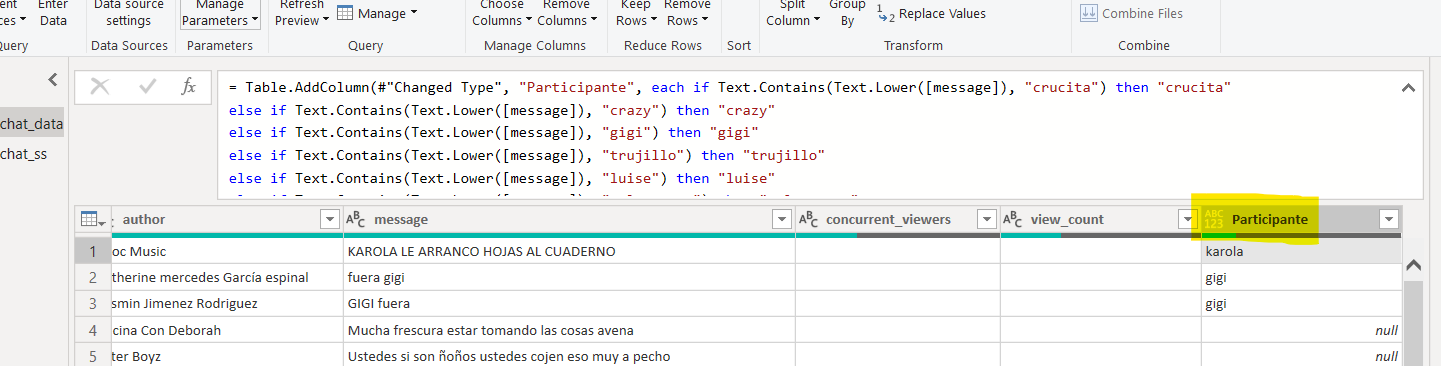 Enter Data source Manage Refresh Manage Choose Remove Keep Remove Split Group Replace Values Combine Files
Data settings Parameters Preview Columns Columns Rows Rows Column By
Data Sources Parameters Query Manage Columns Reduce Rows Sort Transform Combine
fx
= Table.AddColumn(#"Changed Type", "Participante", each if Text.Contains(Text.Lower([message]), "crucita") then "crucita"
else if Text.Contains(Text.Lower([message]), "crazy") then "crazy"
else if Text.Contains(Text.Lower([message]), "gigi") then "gigi"
else if Text.Contains(Text.Lower([message]), "trujillo") then "trujillo"
else if Text.Contains(Text.Lower([message]), "luise") then "luise"
chat_data
chat_ss
author ABC message ABC concurrent_viewers ABC view_count ABC 123 Participante
1 oc Music KAROLA LE ARRANCO HOJAS AL CUADERNO karola
2 therine mercedes García espinal fuera gigi gigi
3 smin Jimenez Rodriguez GIGI fuera gigi
4 cina Con Deborah Mucha frescura estar tomando las cosas avena null
5 ter Boyz Ustedes si son ñoños ustedes cojen eso muy a pecho null